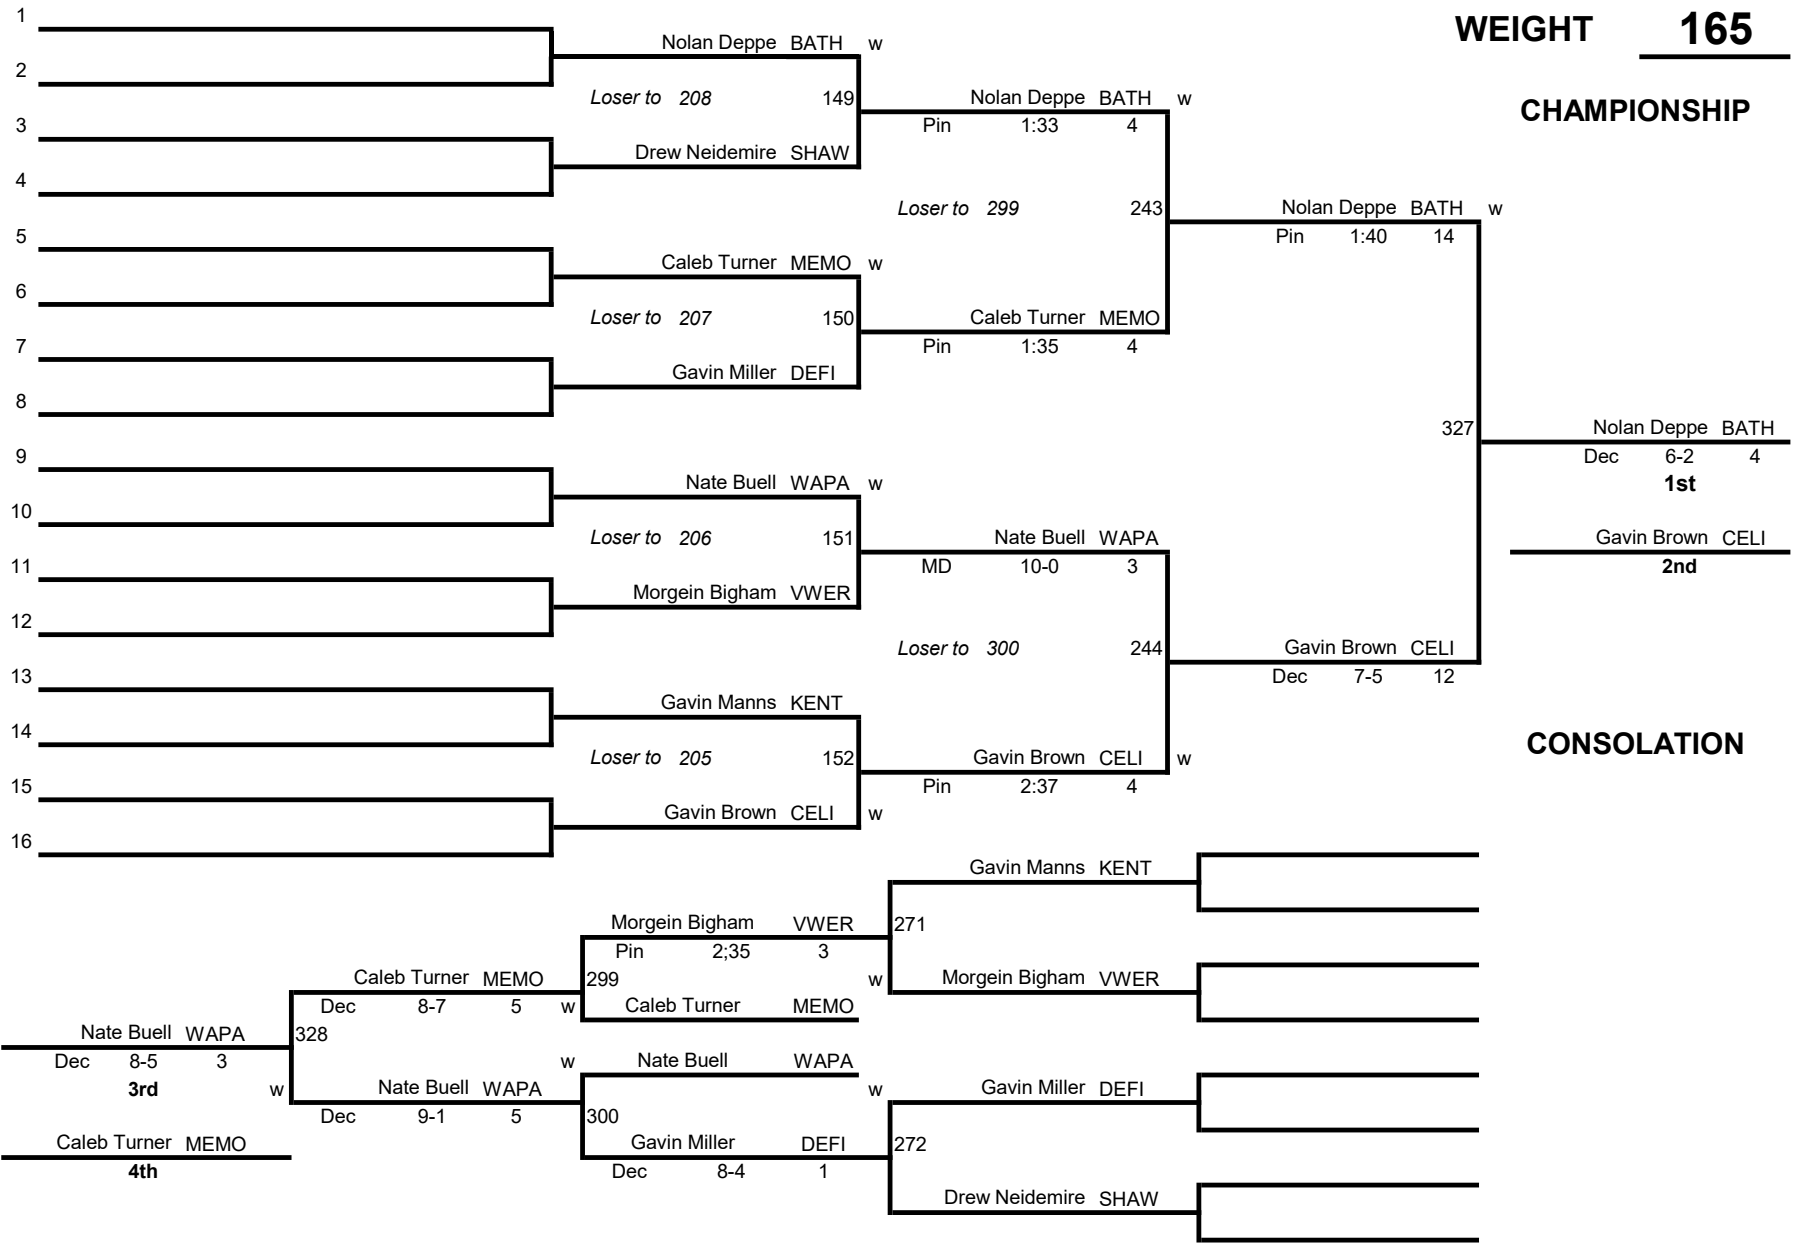 1
WEIGHT 165
Nolan Deppe BATH w
2
Loser to 208 149 Nolan Deppe BATH w
CHAMPIONSHIP
3
Pin 1:33 4
Drew Neidemire SHAW
4
Loser to 299 243 Nolan Deppe BATH w
5
Pin 1:40 14
Caleb Turner MEMO w
6
Loser to 207 150 Caleb Turner MEMO
7
Pin 1:35 4
Gavin Miller DEFI
8
327 Nolan Deppe BATH
9
Dec 6-2 4
Nate Buell WAPA w
1st
10
Loser to 206 151 Nate Buell WAPA
Gavin Brown CELI
11
MD 10-0 3
2nd
Morgein Bigham VWER
12
Loser to 300 244 Gavin Brown CELI
13
Dec 7-5 12
Gavin Manns KENT
14
CONSOLATION
Loser to 205 152 Gavin Brown CELI w
15
Pin 2:37 4
Gavin Brown CELI w
16
Gavin Manns KENT
Morgein Bigham VWER 271
Pin 2;35 3
Caleb Turner MEMO 299 w Morgein Bigham VWER
Dec 8-7 5 w Caleb Turner MEMO
Nate Buell WAPA 328
Dec 8-5 3 w Nate Buell WAPA
3rd w Nate Buell WAPA w Gavin Miller DEFI
Dec 9-1 5 300
Caleb Turner MEMO Gavin Miller DEFI 272
4th Dec 8-4 1
Drew Neidemire SHAW